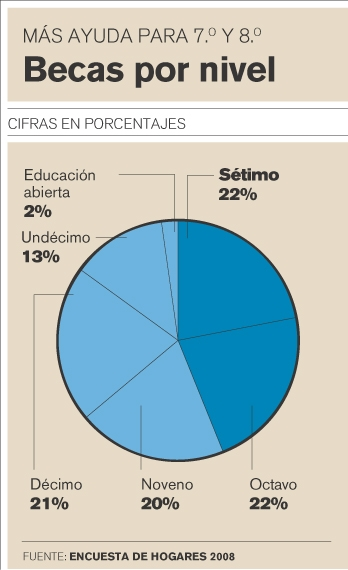 MÁS AYUDA PARA 7.º Y 8.º
Becas por nivel
CIFRAS EN PORCENTAJES
Educación
abierta
2%
Sétimo
22%
Undécimo
13%
Décimo
21%
Noveno
20%
Octavo
22%
FUENTE: ENCUESTA DE HOGARES 2008